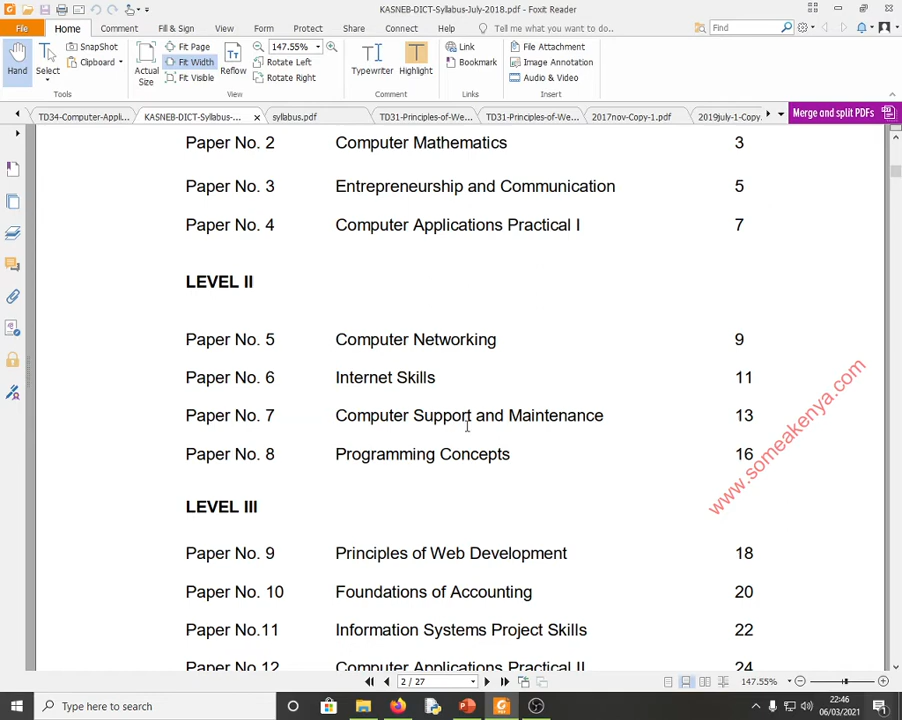 KASNEB-DICT-Syllabus-July-2018.pdf - Foxit Reader
File Home Comment Fill & Sign Form Protect Share Connect Help Tell me what you want to do.. Find
Hand
Select
SnapShot
Clipboard
Actual Size
Fit Page
Fit Width
Fit Visible
Reflow
147.55%
Rotate Left
Rotate Right
Typewriter
Highlight
Link
Bookmark
File Attachment
Image Annotation
Audio & Video
Tools View Comment Links Insert
TD34-Computer-Appli... KASNEB-DICT-Syllabus-... syllabus.pdf TD31-Principles-of-We... TD31-Principles-of-We... 2017nov-Copy-1.pdf 2019july-1-Copy. Merge and split PDFs
Paper No. 2 Computer Mathematics 3
Paper No. 3 Entrepreneurship and Communication 5
Paper No. 4 Computer Applications Practical I 7
LEVEL II
Paper No. 5 Computer Networking 9
Paper No. 6 Internet Skills 11
Paper No. 7 Computer Support and Maintenance 13
Paper No. 8 Programming Concepts 16
www.someakenya.com
LEVEL III
Paper No. 9 Principles of Web Development 18
Paper No. 10 Foundations of Accounting 20
Paper No.11 Information Systems Project Skills 22
Paper No.12 Computer Applications Practical II 24
2 / 27 147.55%
Type here to search
22:46
06/03/2021